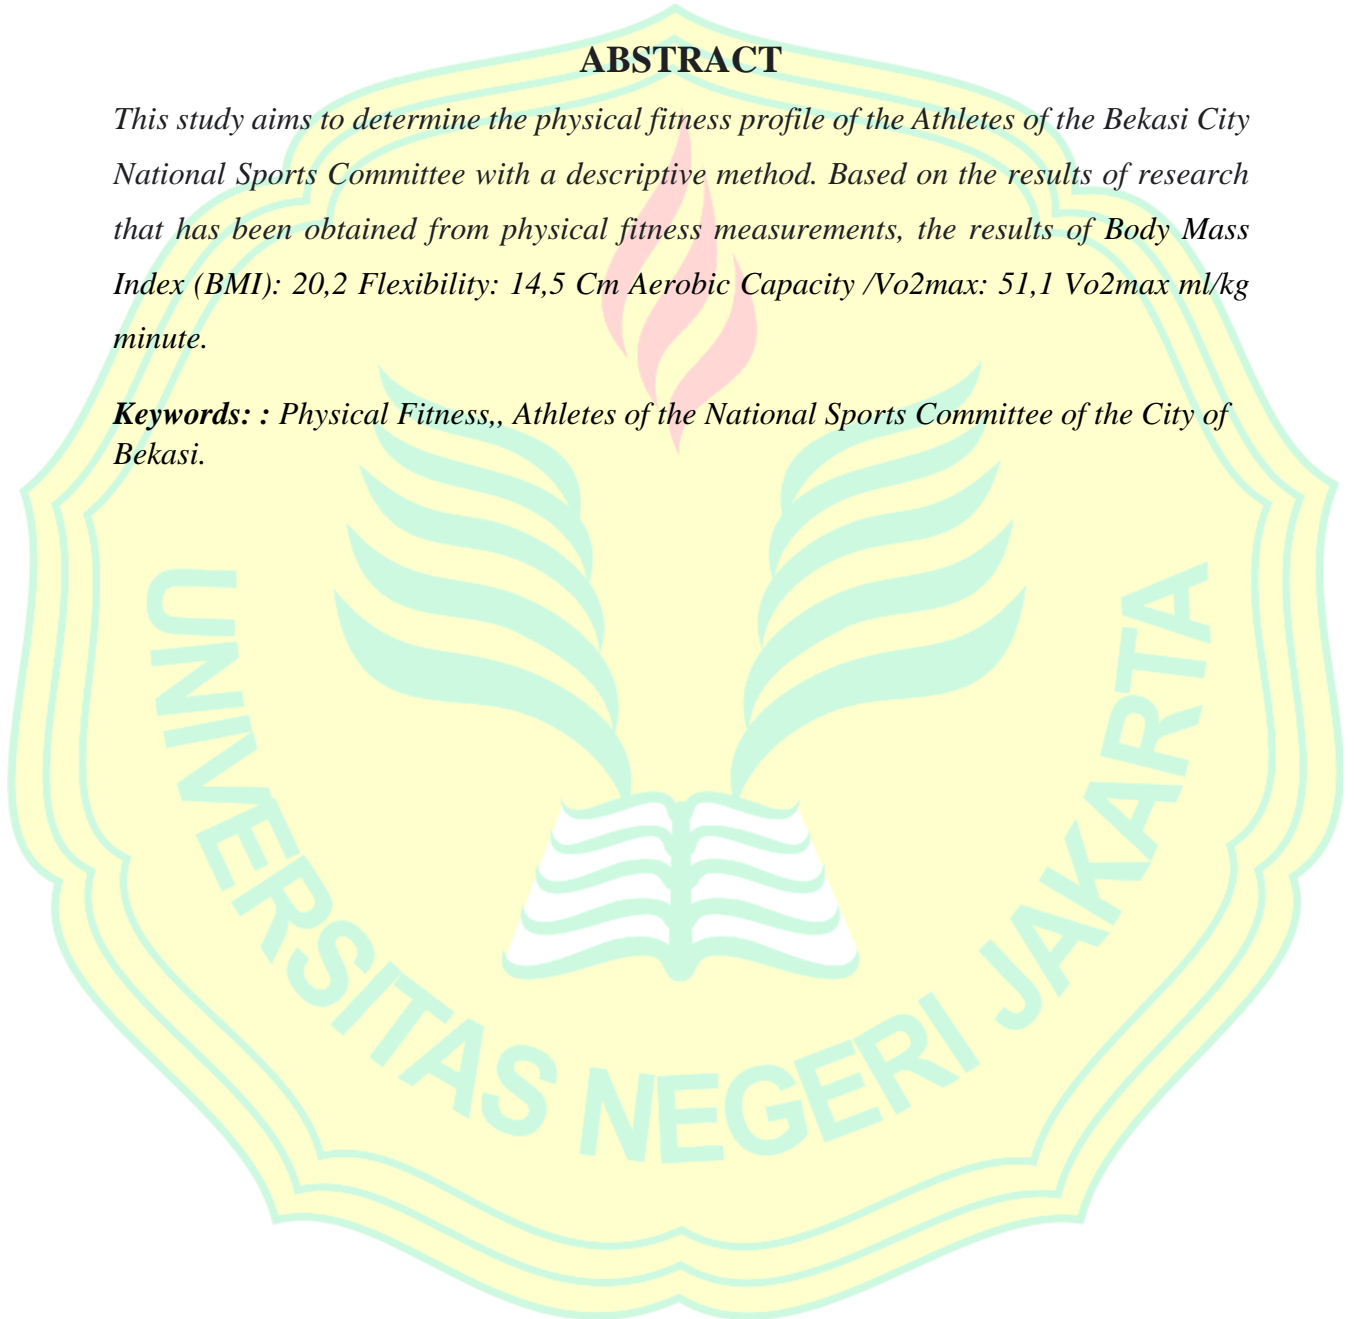 ABSTRACT
This study aims to determine the physical fitness profile of the Athletes of the Bekasi City
National Sports Committee with a descriptive method. Based on the results of research
that has been obtained from physical fitness measurements, the results of Body Mass
Index (BMI): 20,2 Flexibility: 14,5 Cm Aerobic Capacity /Vo2max: 51,1 Vo2max ml/kg
minute.
Keywords: : Physical Fitness,, Athletes of the National Sports Committee of the City of
Bekasi.
UNIVERSITAS NEGERI JAKARTA